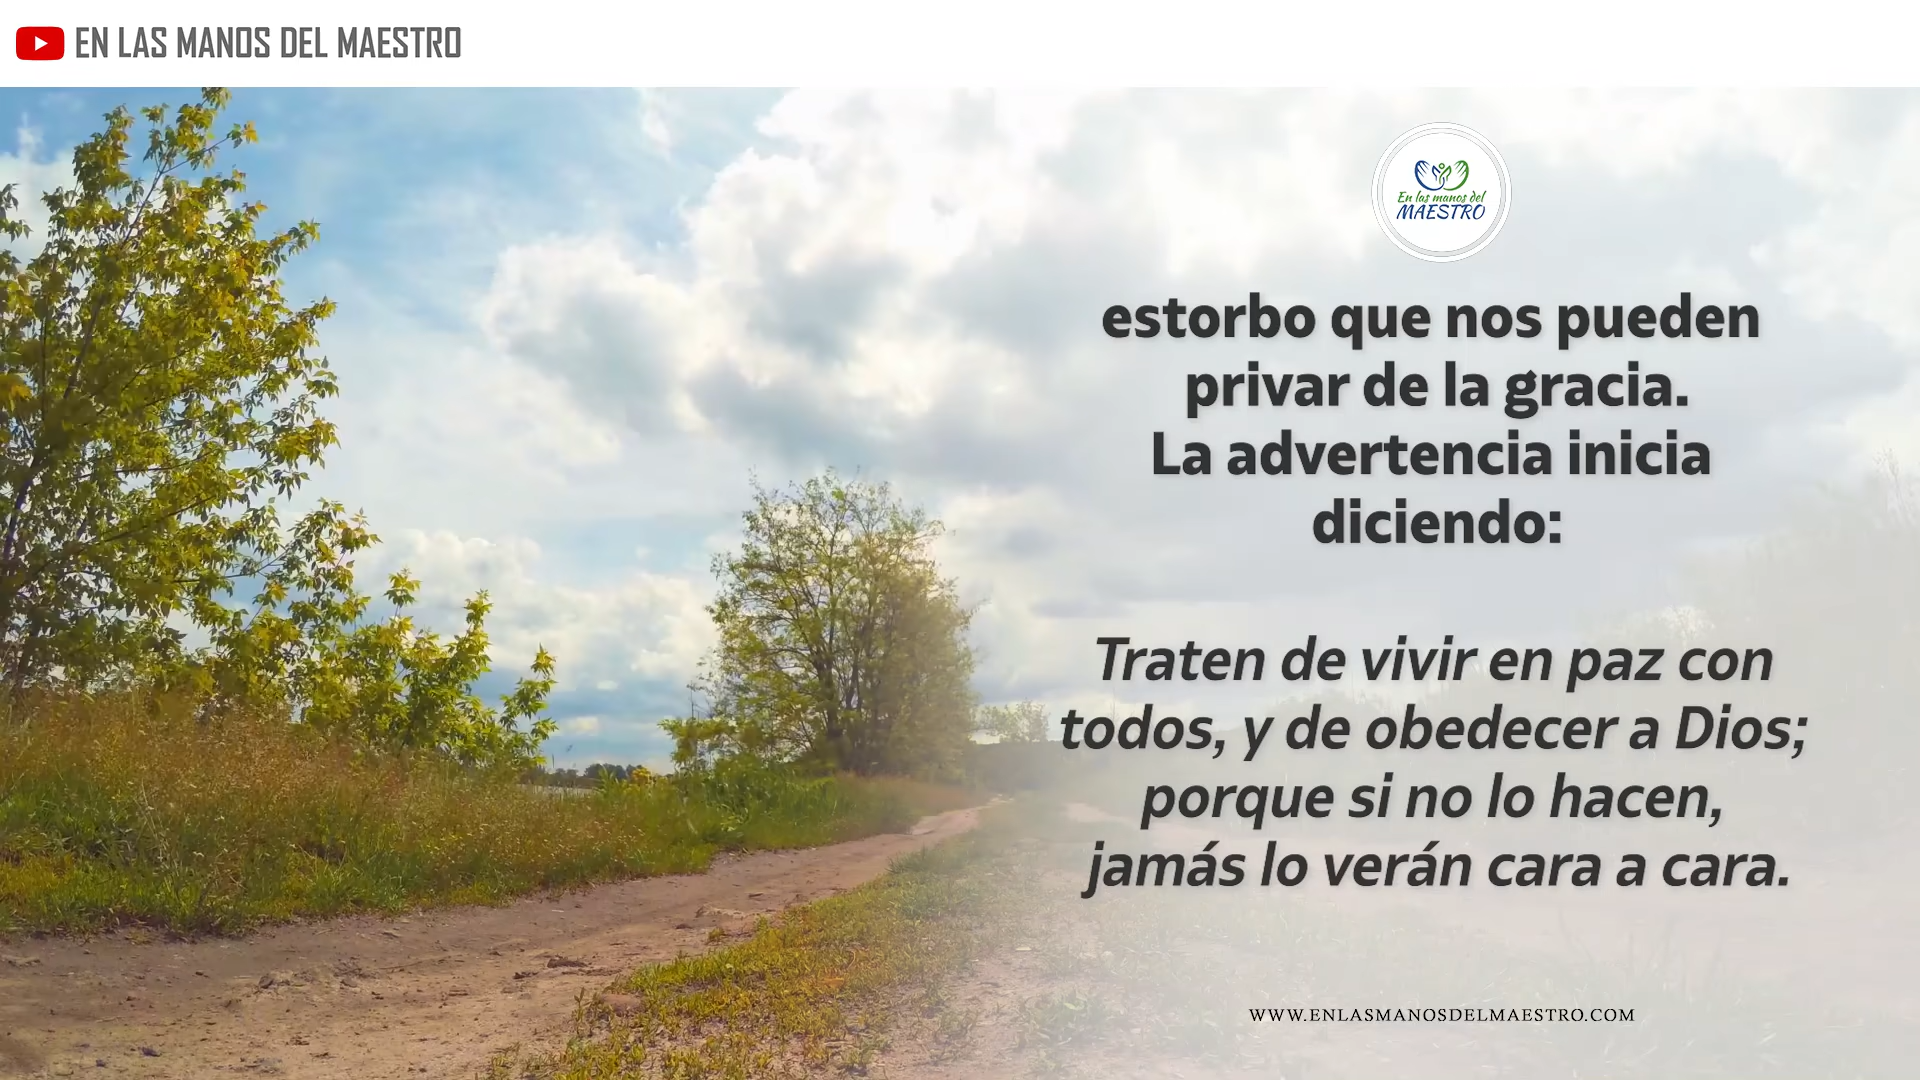 EN LAS MANOS DEL MAESTRO
En las manos del
MAESTRO
estorbo que nos pueden
privar de la gracia.
La advertencia inicia
diciendo:
Traten de vivir en paz con
todos, y de obedecer a Dios;
porque si no lo hacen,
jamás lo verán cara a cara.
WWW.ENLASMANOSDELMAESTRO.COM